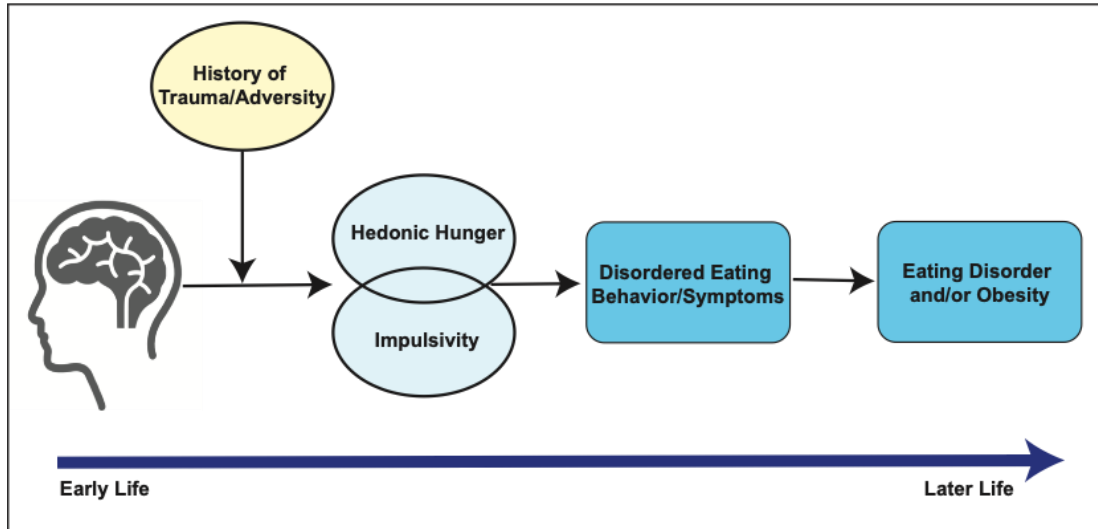 History of
Trauma/Adversity
Hedonic Hunger
Impulsivity
Disordered Eating
Behavior/Symptoms
Eating Disorder
and/or Obesity
Early Life
Later Life